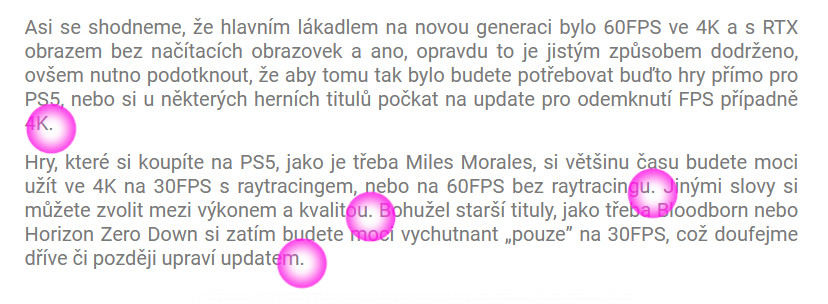 Asi se shodneme, že hlavním lákadlem na novou generaci bylo 60FPS ve 4K a s RTX
obrazem bez načítacích obrazovek a ano, opravdu to je jistým způsobem dodrženo,
ovšem nutno podotknout, že aby tomu tak bylo budete potřebovat buďto hry přímo pro
PS5, nebo si u některých herních titulů počkat na update pro odemknutí FPS případně
4K.
Hry, které si koupíte na PS5, jako je třeba Miles Morales, si většinu času budete moci
užít ve 4K na 30FPS s raytracingem, nebo na 60FPS bez raytracingu. Jinými slovy si
můžete zvolit mezi výkonem a kvalitou. Bohužel starší tituly, jako třeba Bloodborn nebo
Horizon Zero Down si zatím budete moci vychutnant „pouze” na 30FPS, což doufejme
dříve či později upraví updatem.